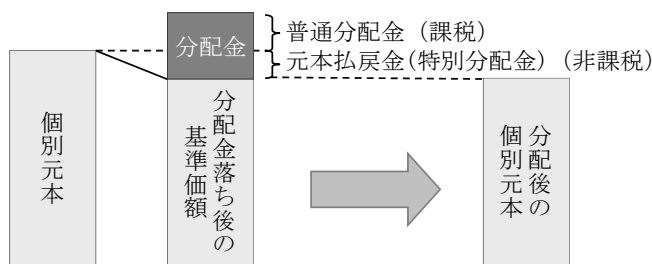 分配金
普通分配金 (課税)
元本払戻金(特別分配金) (非課税)
個別元本
分配金落ち後の
基準価額
分配後の
個別元本